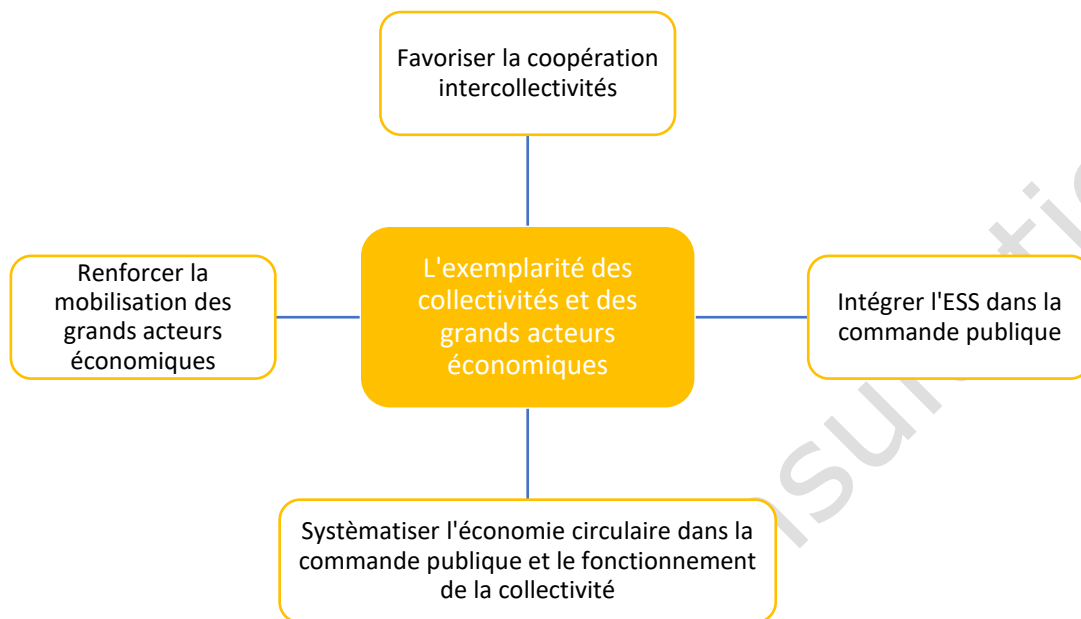 Favoriser la coopération
intercollectivités
Renforcer la
mobilisation des
grands acteurs
économiques
L'exemplarité des
collectivités et des
grands acteurs
économiques
Intégrer l'ESS dans la
commande publique
Systèmatiser l'économie circulaire dans la
commande publique et le fonctionnement
de la collectivité